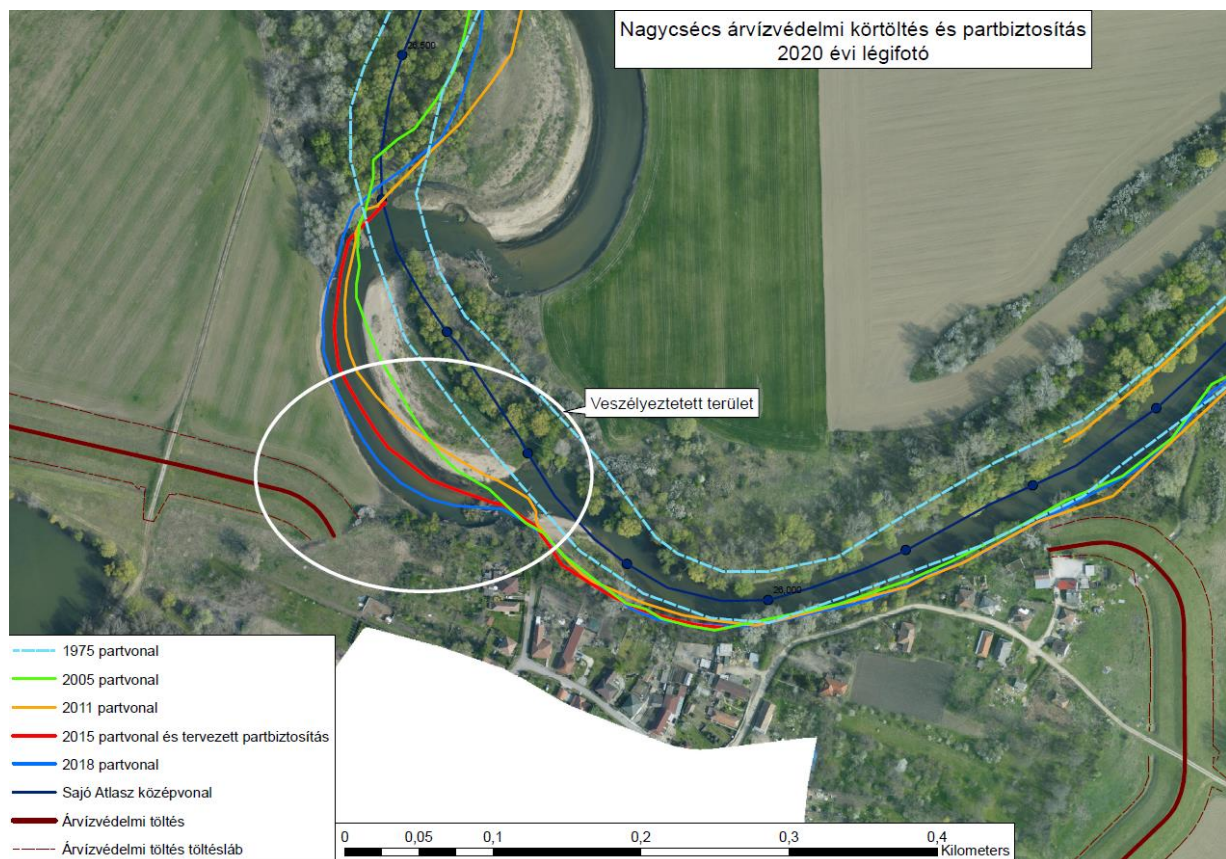 Nagycsécs árvízvédelmi körtöltés és partbiztosítás
2020 évi légifotó
26,500
Veszélyeztetett terület
26,000
1975 partvonal
2005 partvonal
2011 partvonal
2015 partvonal és tervezett partbiztosítás
2018 partvonal
Sajó Atlasz középvonal
Árvízvédelmi töltés
Árvízvédelmi töltés töltésláb
0 0,05 0,1 0,2 0,3 0,4
Kilometers